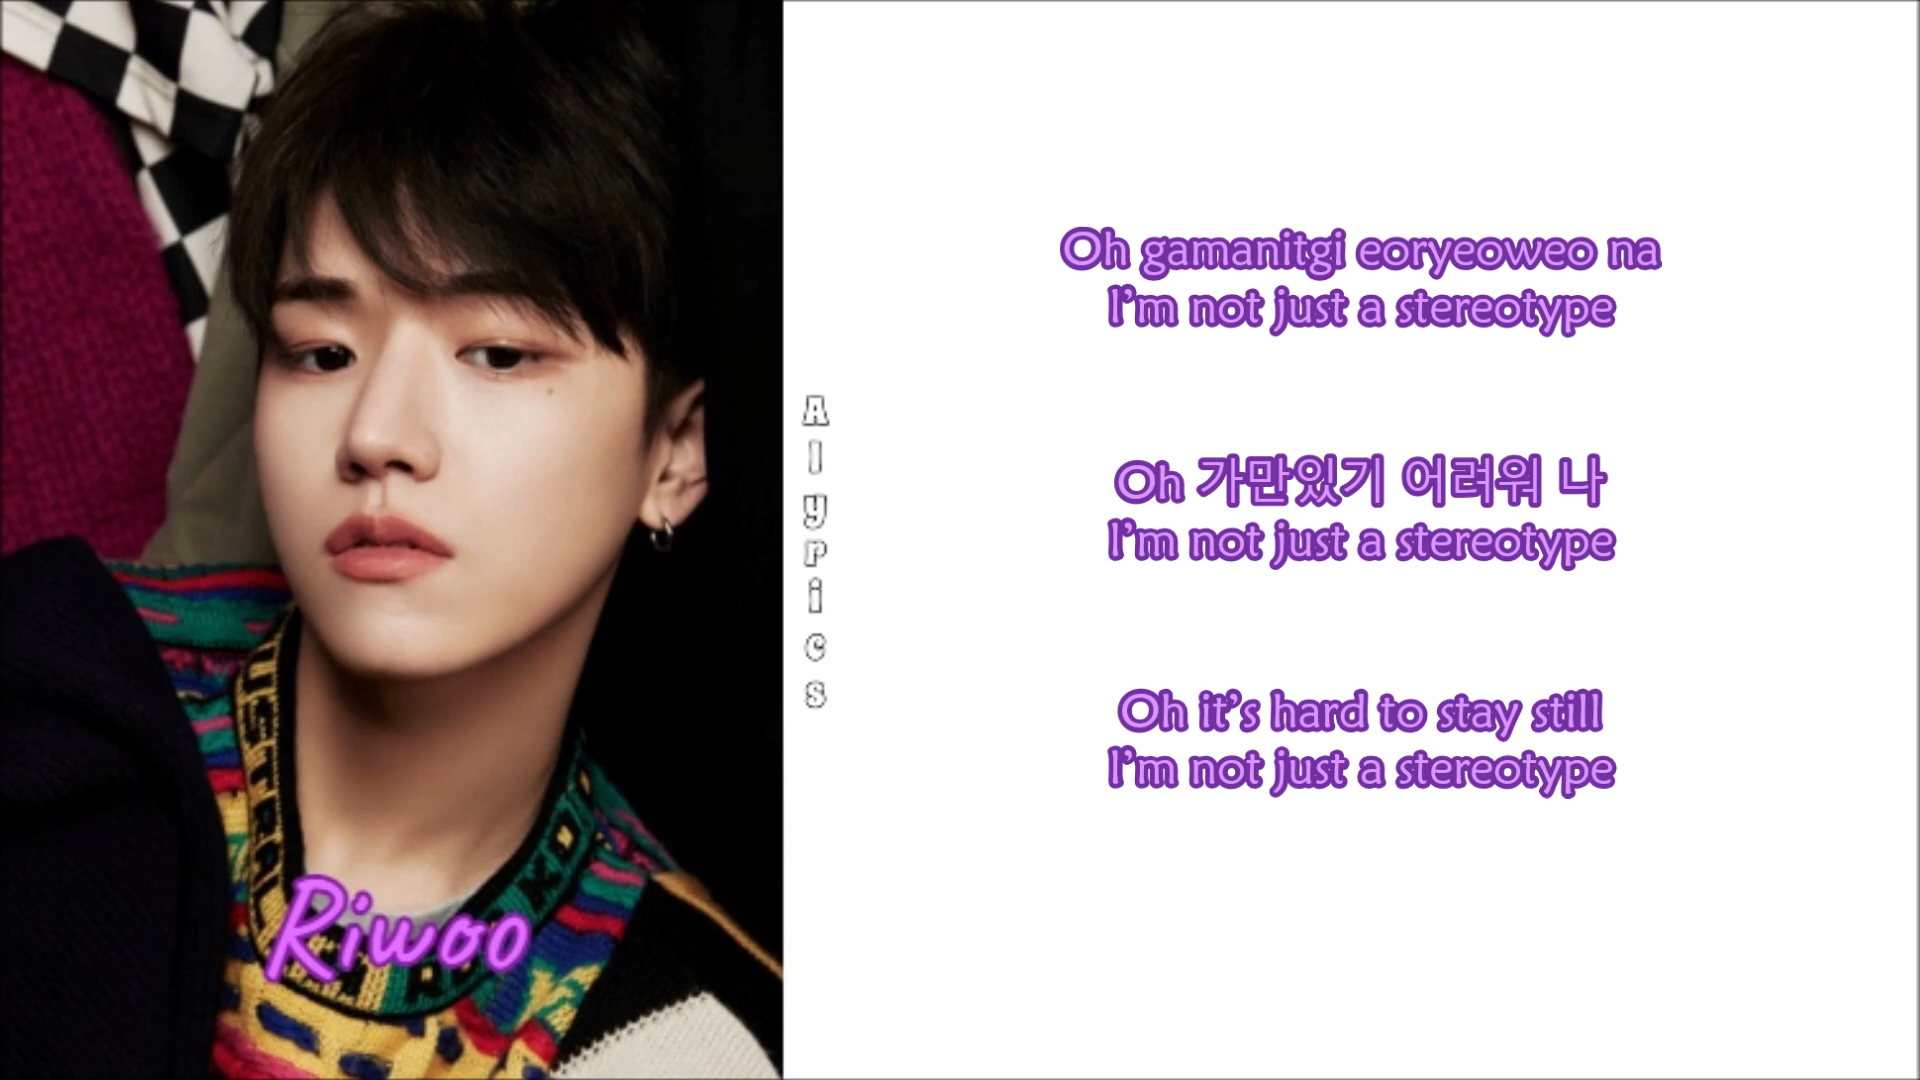 Riwoo
Alyrics
Oh gamanitgi eoryeoweo na
I'm not just a stereotype
Oh 가만있기 어려워 나
I'm not just a stereotype
Oh it's hard to stay still
I'm not just a stereotype